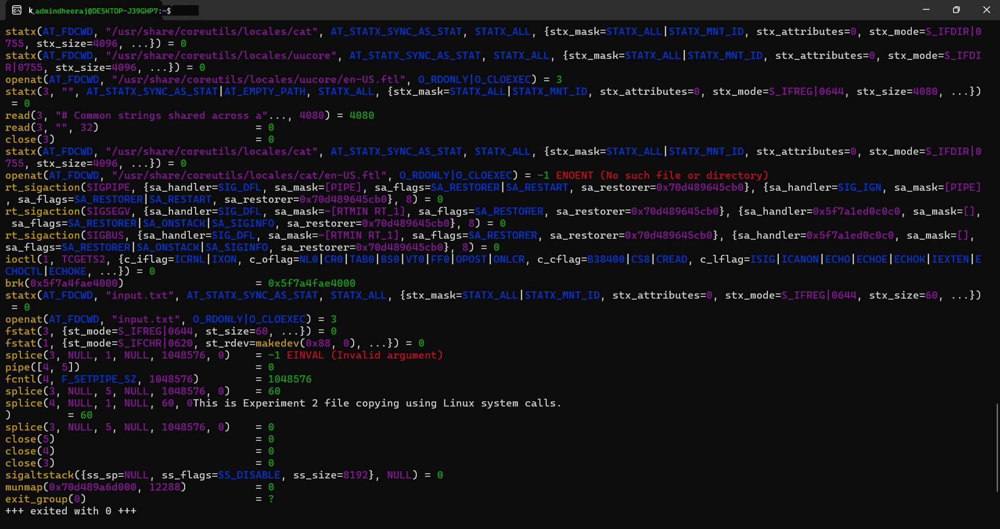 k_admindheeraj@DESKTOP-J39GHP7:~$
statx(AT_FDCWD, "/usr/share/coreutils/locales/cat", AT_STATX_SYNC_AS_STAT, STATX_ALL, {stx_mask=STATX_ALL|STATX_MNT_ID, stx_attributes=0, stx_mode=S_IFDIR|0
755, stx_size=4096, ...}) = 0
statx(AT_FDCWD, "/usr/share/coreutils/locales/uucore", AT_STATX_SYNC_AS_STAT, STATX_ALL, {stx_mask=STATX_ALL|STATX_MNT_ID, stx_attributes=0, stx_mode=S_IFDI
R|0755, stx_size=4096, ...}) = 0
openat(AT_FDCWD, "/usr/share/coreutils/locales/uucore/en-US.ftl", O_RDONLY|O_CLOEXEC) = 3
statx(3, "", AT_STATX_SYNC_AS_STAT|AT_EMPTY_PATH, STATX_ALL, {stx_mask=STATX_ALL|STATX_MNT_ID, stx_attributes=0, stx_mode=S_IFREG|0644, stx_size=4080, ...})
 = 0
read(3, "# Common strings shared across a"..., 4080) = 4080
read(3, "", 32)                         = 0
close(3)                                = 0
statx(AT_FDCWD, "/usr/share/coreutils/locales/cat", AT_STATX_SYNC_AS_STAT, STATX_ALL, {stx_mask=STATX_ALL|STATX_MNT_ID, stx_attributes=0, stx_mode=S_IFDIR|0
755, stx_size=4096, ...}) = 0
openat(AT_FDCWD, "/usr/share/coreutils/locales/cat/en-US.ftl", O_RDONLY|O_CLOEXEC) = -1 ENOENT (No such file or directory)
rt_sigaction(SIGPIPE, {sa_handler=SIG_DFL, sa_mask=[PIPE], sa_flags=SA_RESTORER|SA_RESTART, sa_restorer=0x70d489645cb0}, {sa_handler=SIG_IGN, sa_mask=[PIPE]
, sa_flags=SA_RESTORER|SA_RESTART, sa_restorer=0x70d489645cb0}, 8) = 0
rt_sigaction(SIGSEGV, {sa_handler=SIG_DFL, sa_mask=~[RTMIN RT_1], sa_flags=SA_RESTORER, sa_restorer=0x70d489645cb0}, {sa_handler=0x5f7a1ed0c0c0, sa_mask=[],
 sa_flags=SA_RESTORER|SA_ONSTACK|SA_SIGINFO, sa_restorer=0x70d489645cb0}, 8) = 0
rt_sigaction(SIGBUS, {sa_handler=SIG_DFL, sa_mask=~[RTMIN RT_1], sa_flags=SA_RESTORER, sa_restorer=0x70d489645cb0}, {sa_handler=0x5f7a1ed0c0c0, sa_mask=[],
sa_flags=SA_RESTORER|SA_ONSTACK|SA_SIGINFO, sa_restorer=0x70d489645cb0}, 8) = 0
ioctl(1, TCGETS2, {c_iflag=ICRNL|IXON, c_oflag=NL0|CR0|TAB0|BS0|VT0|FF0|OPOST|ONLCR, c_cflag=B38400|CS8|CREAD, c_lflag=ISIG|ICANON|ECHO|ECHOE|ECHOK|IEXTEN|E
CHOCTL|ECHOKE, ...}) = 0
brk(0x5f7a4fae4000)                     = 0x5f7a4fae4000
statx(AT_FDCWD, "input.txt", AT_STATX_SYNC_AS_STAT, STATX_ALL, {stx_mask=STATX_ALL|STATX_MNT_ID, stx_attributes=0, stx_mode=S_IFREG|0644, stx_size=60, ...})
 = 0
openat(AT_FDCWD, "input.txt", O_RDONLY|O_CLOEXEC) = 3
fstat(3, {st_mode=S_IFREG|0644, st_size=60, ...}) = 0
fstat(1, {st_mode=S_IFCHR|0620, st_rdev=makedev(0x88, 0), ...}) = 0
splice(3, NULL, 1, NULL, 1048576, 0)    = -1 EINVAL (Invalid argument)
pipe([4, 5])                            = 0
fcntl(4, F_SETPIPE_SZ, 1048576)         = 1048576
splice(3, NULL, 5, NULL, 1048576, 0)    = 60
splice(4, NULL, 1, NULL, 60, 0This is Experiment 2 file copying using Linux system calls.
)         = 60
splice(3, NULL, 5, NULL, 1048576, 0)    = 0
close(5)                                = 0
close(4)                                = 0
close(3)                                = 0
sigaltstack({ss_sp=NULL, ss_flags=SS_DISABLE, ss_size=8192}, NULL) = 0
munmap(0x70d489a6d000, 12288)           = 0
exit_group(0)                           = ?
+++ exited with 0 +++